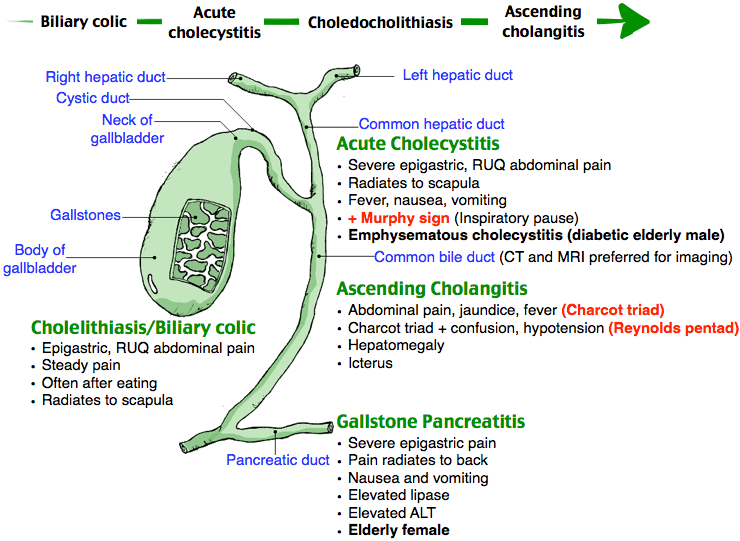 Biliary colic
Acute
cholecystitis
Choledocholithiasis
Ascending
cholangitis
Right hepatic duct
Left hepatic duct
Cystic duct
Neck of
gallbladder
Common hepatic duct
Acute Cholecystitis
• Severe epigastric, RUQ abdominal pain
• Radiates to scapula
• Fever, nausea, vomiting
• + Murphy sign (Inspiratory pause)
• Emphysematous cholecystitis (diabetic elderly male)
Gallstones
Body of
gallbladder
Common bile duct (CT and MRI preferred for imaging)
Ascending Cholangitis
• Abdominal pain, jaundice, fever (Charcot triad)
• Charcot triad + confusion, hypotension (Reynolds pentad)
• Hepatomegaly
• Icterus
Cholelithiasis/Biliary colic
• Epigastric, RUQ abdominal pain
• Steady pain
• Often after eating
• Radiates to scapula
Gallstone Pancreatitis
• Severe epigastric pain
• Pain radiates to back
• Nausea and vomiting
• Elevated lipase
• Elevated ALT
• Elderly female
Pancreatic duct